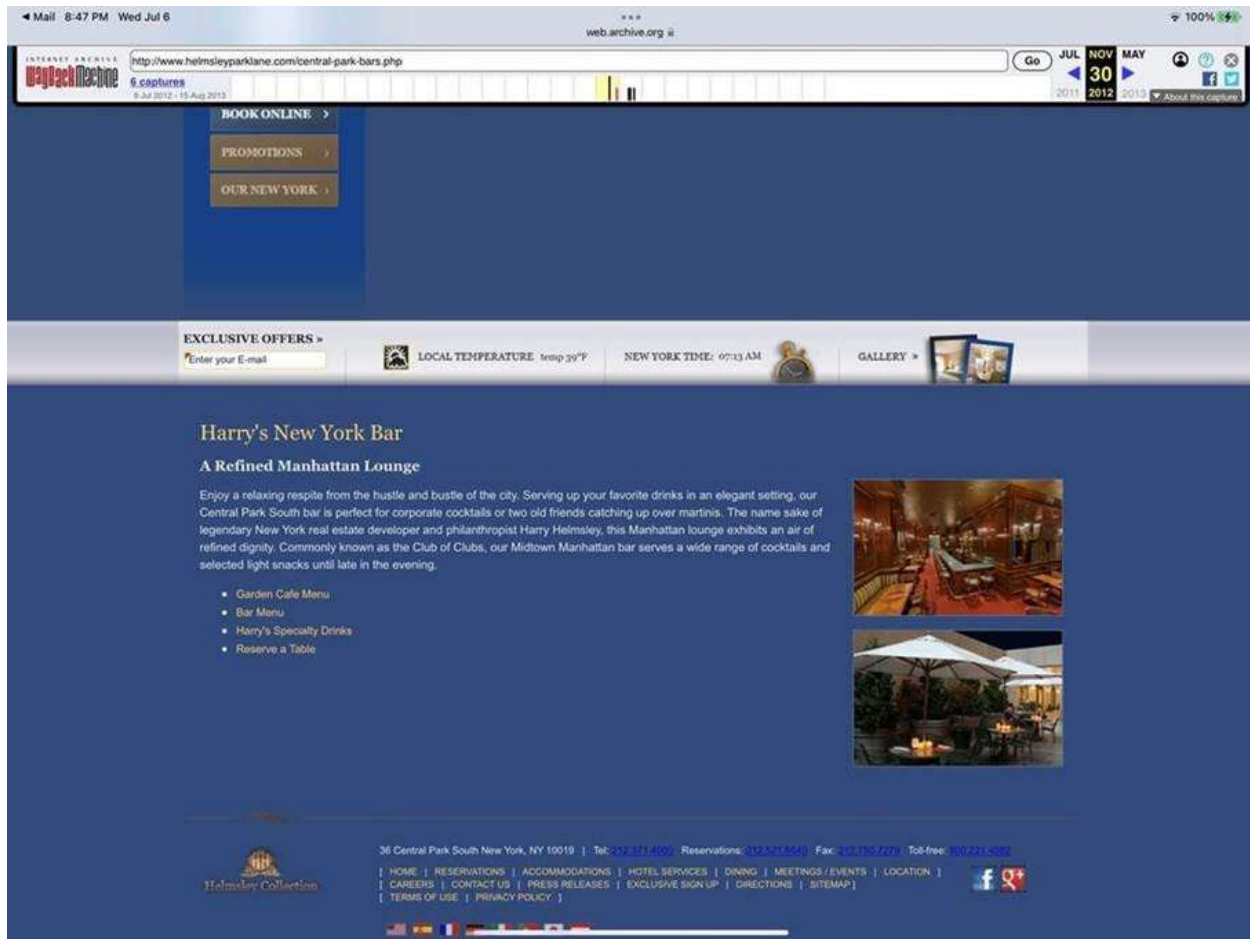 Mail 8:47 PM Wed Jul 6
100%
web.archive.org
INTERNET ARCHIVE
WayBackMachine
http://www.helmsleyparklane.com/central-park-bars.php
Go
JUL NOV MAY
6 captures
30
9 Jul 2012 - 15 Aug 2013
2011 2012 2013
About this capture
BOOK ONLINE
PROMOTIONS
OUR NEW YORK
EXCLUSIVE OFFERS »
Enter your E-mail
LOCAL TEMPERATURE temp 39°F
NEW YORK TIME: 07:13 AM
GALLERY »
Harry's New York Bar
A Refined Manhattan Lounge
Enjoy a relaxing respite from the hustle and bustle of the city. Serving up your favorite drinks in an elegant setting, our
Central Park South bar is perfect for corporate cocktails or two old friends catching up over martinis. The name sake of
legendary New York real estate developer and philanthropist Harry Helmsley, this Manhattan lounge exhibits an air of
refined dignity. Commonly known as the Club of Clubs, our Midtown Manhattan bar serves a wide range of cocktails and
selected light snacks until late in the evening.
Garden Cafe Menu
Bar Menu
Harry's Specialty Drinks
Reserve a Table
36 Central Park South New York, NY 10019 | Tel: Reservations: Fax: Toll-free:
[ HOME | RESERVATIONS | ACCOMMODATIONS | HOTEL SERVICES | DINING | MEETINGS / EVENTS | LOCATION ]
[ CAREERS | CONTACT US | PRESS RELEASES | EXCLUSIVE SIGN UP | DIRECTIONS | SITEMAP ]
[ TERMS OF USE | PRIVACY POLICY ]
Helmsley Collection